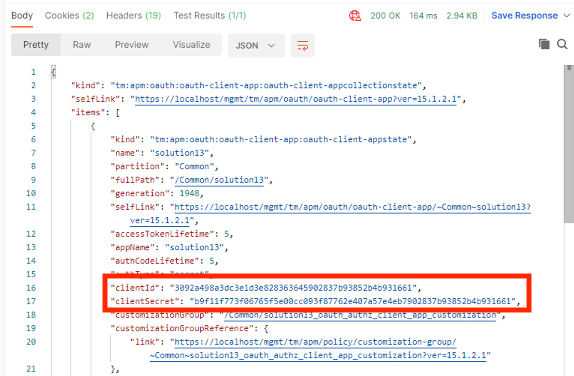 Body Cookies (2) Headers (19) Test Results (1/1) 200 OK 164 ms 2.94 KB Save Response
Pretty Raw Preview Visualize JSON
1 {
2 "kind": "tm:apm:oauth:oauth-client-app:oauth-client-appcollectionstate",
3 "selfLink": "https://localhost/mgmt/tm/apm/oauth/oauth-client-app?ver=15.1.2.1",
4 "items": [
5 {
6 "kind": "tm:apm:oauth:oauth-client-app:oauth-client-appstate",
7 "name": "solution13",
8 "partition": "Common",
9 "fullPath": "/Common/solution13",
10 "generation": 1948,
11 "selfLink": "https://localhost/mgmt/tm/apm/oauth/oauth-client-app/~Common~solution13?
ver=15.1.2.1",
12 "accessTokenLifetime": 5,
13 "appName": "solution13",
14 "authCodeLifetime": 5,
15 "authType": "secret",
16 "clientId": "3092a498a3dc3e1d3e828363645902837b93852b4b931661",
17 "clientSecret": "b9f11f773f06765f5e00cc093f87762e407a57e4eb7902837b93852b4b931661",
18 "customizationGroup": "/Common/solution13_oauth_authz_client_app_customization",
19 "customizationGroupReference": {
20 "link": "https://localhost/mgmt/tm/apm/policy/customization-group/
~Common~solution13_oauth_authz_client_app_customization?ver=15.1.2.1"
21 },